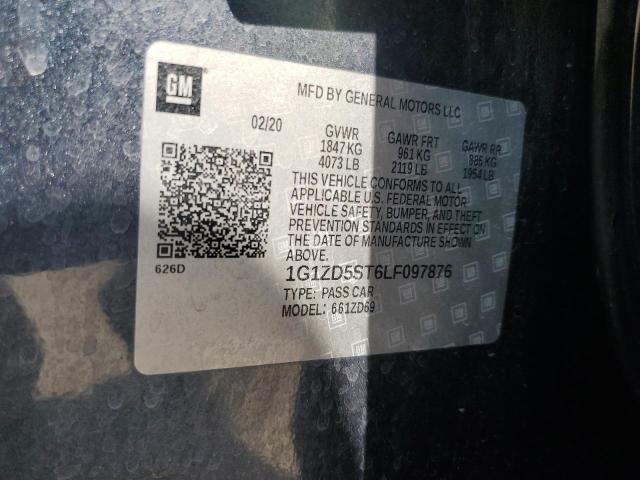 GM
MFD BY GENERAL MOTORS LLC
02/20 GVWR GAWR FRT GAWR RR
1847 KG 961 KG 886 KG
4073 LB 2119 LB 1954 LB
THIS VEHICLE CONFORMS TO ALL
APPLICABLE U.S. FEDERAL MOTOR
VEHICLE SAFETY, BUMPER, AND THEFT
PREVENTION STANDARDS IN EFFECT ON
THE DATE OF MANUFACTURE SHOWN
ABOVE.
626D
1G1ZD5ST6LF097876
TYPE: PASS CAR
MODEL: 661ZD69